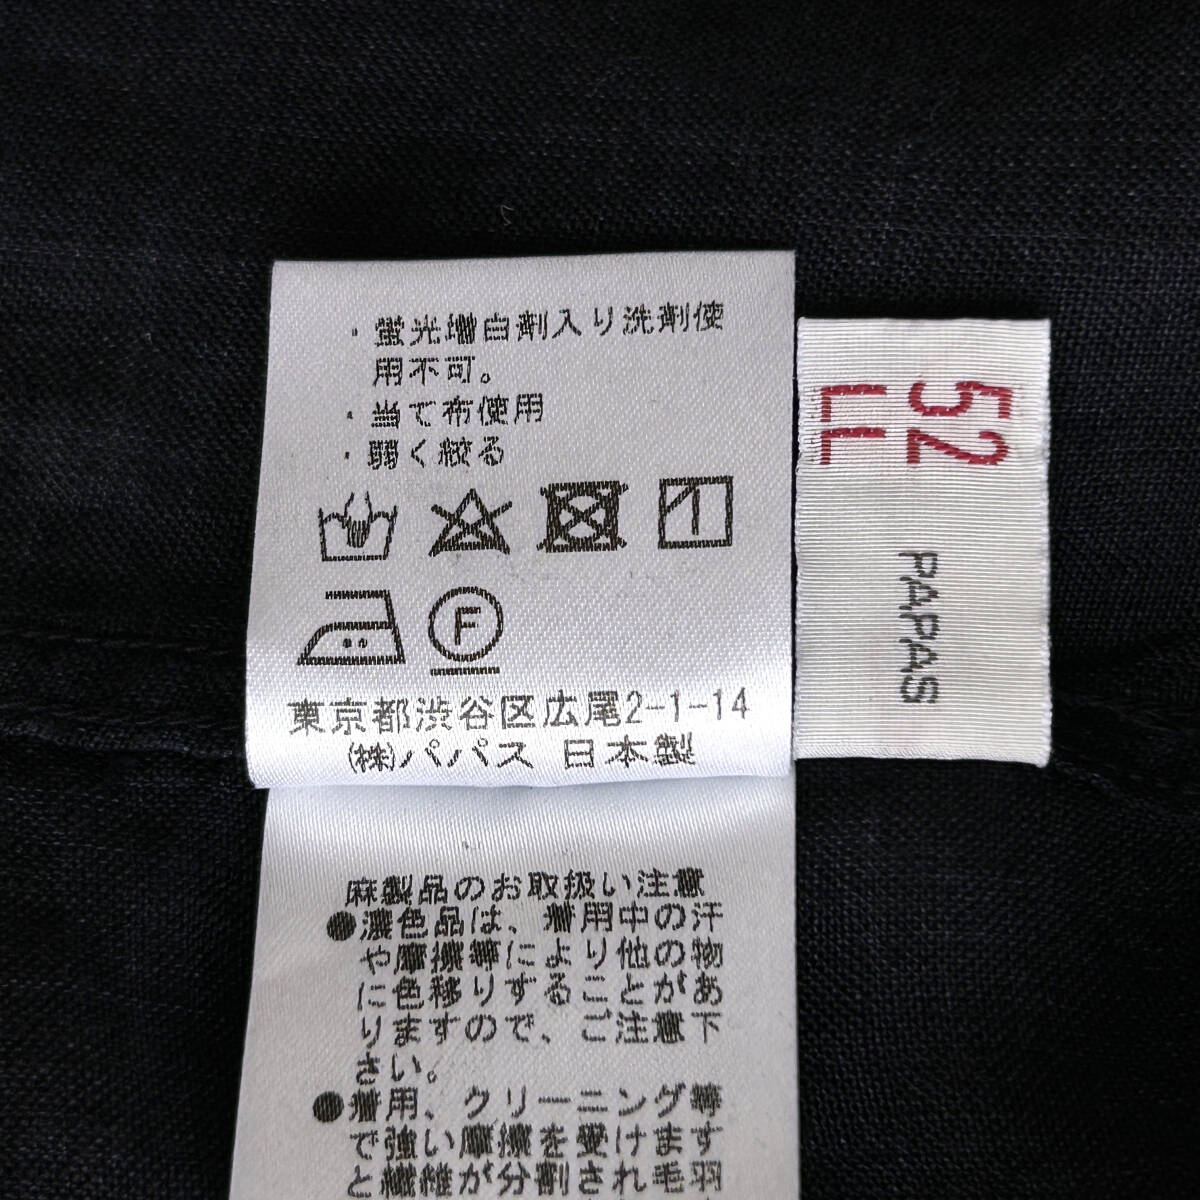 ・蛍光増白剤入り洗剤使
用不可。
・当て布使用
・弱く絞る
F
東京都渋谷区広尾2-1-14
(株)パパス 日本製
52
LL
PAPAS
麻製品のお取扱い注意
●濃色品は、着用中の汗
や摩擦等により他の物
に色移りすることがあ
りますので、ご注意下
さい。
●着用、クリーニング等
で強い摩擦を受けます
と繊維が分割され毛羽